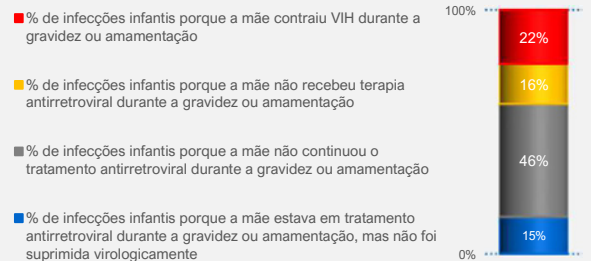 % de infecções infantis porque a mãe contraiu VIH durante a
gravidez ou amamentação
% de infecções infantis porque a mãe não recebeu terapia
antirretroviral durante a gravidez ou amamentação
% de infecções infantis porque a mãe não continuou o
tratamento antirretroviral durante a gravidez ou amamentação
% de infecções infantis porque a mãe estava em tratamento
antirretroviral durante a gravidez ou amamentação, mas não foi
suprimida virologicamente
100%
22%
16%
46%
15%
0%